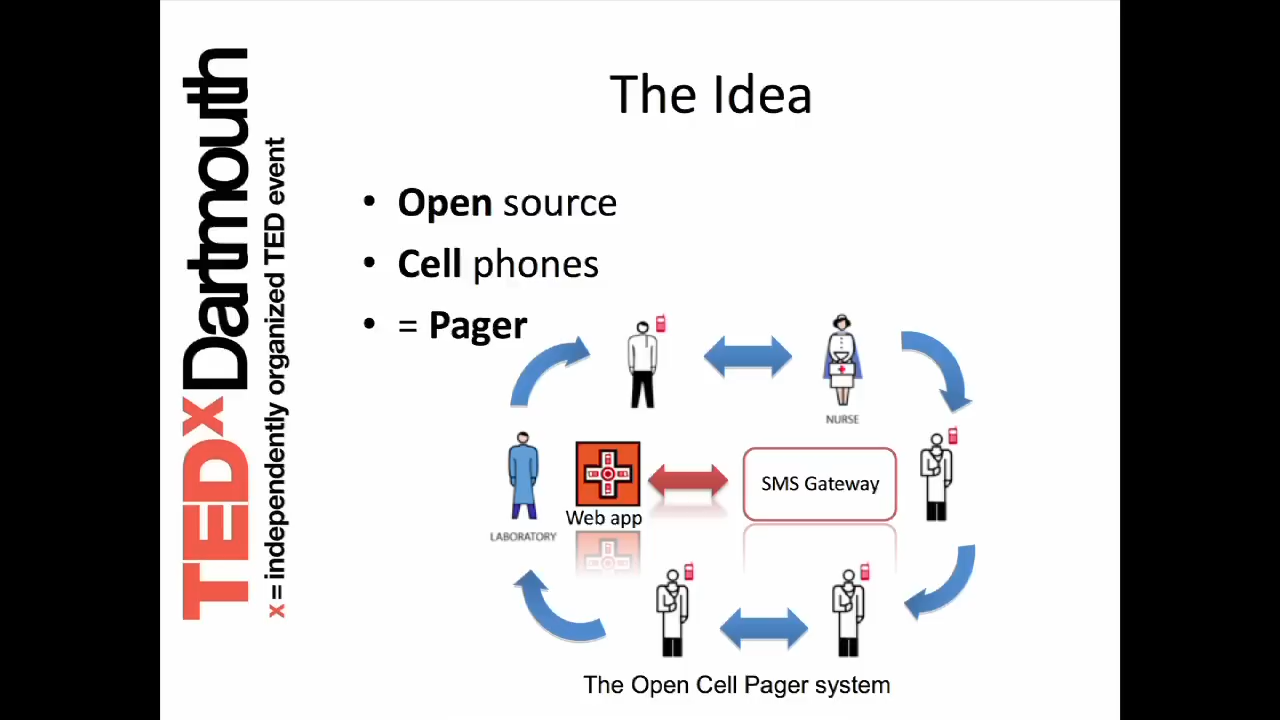 TEDxDartmouth
x = independently organized TED event
The Idea
• Open source
• Cell phones
• = Pager
NURSE
SMS Gateway
Web app
LABORATORY
The Open Cell Pager system